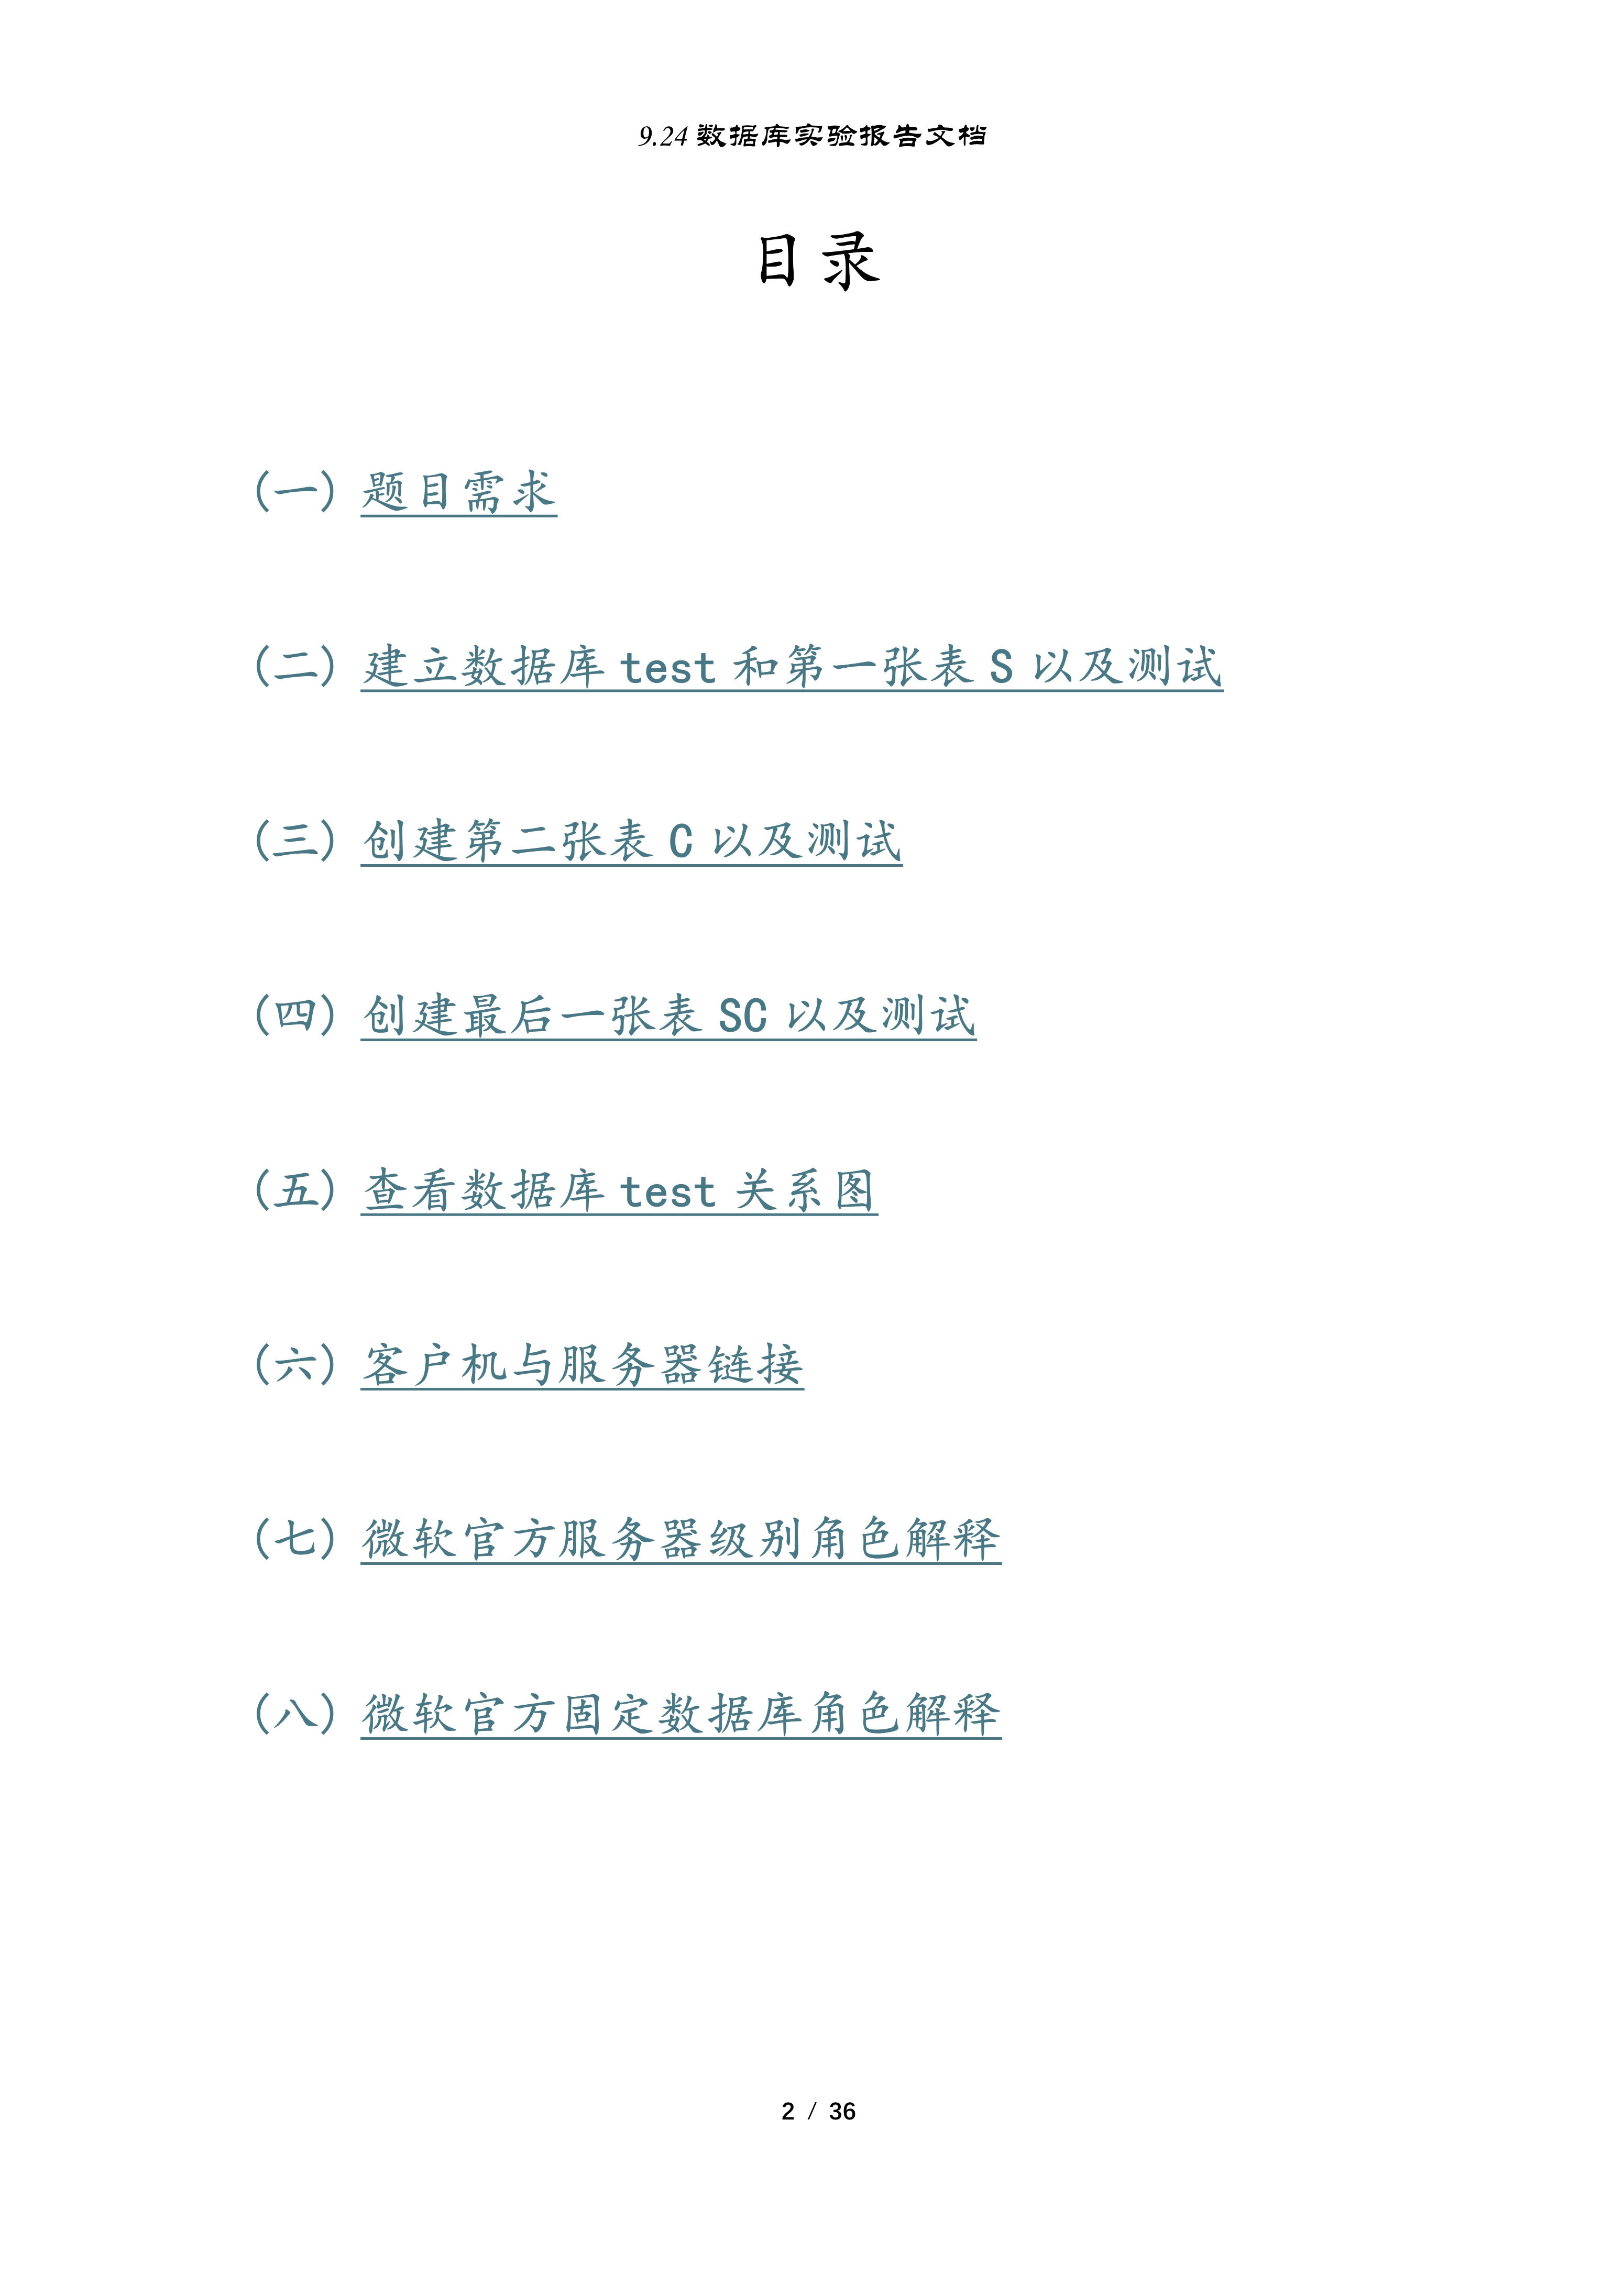 9.24 数据库实验报告文档
目录
（一）题目需求
（二）建立数据库 test 和第一张表 S 以及测试
（三）创建第二张表 C 以及测试
（四）创建最后一张表 SC 以及测试
（五）查看数据库 test 关系图
（六）客户机与服务器链接
（七）微软官方服务器级别角色解释
（八）微软官方固定数据库角色解释
2 / 36